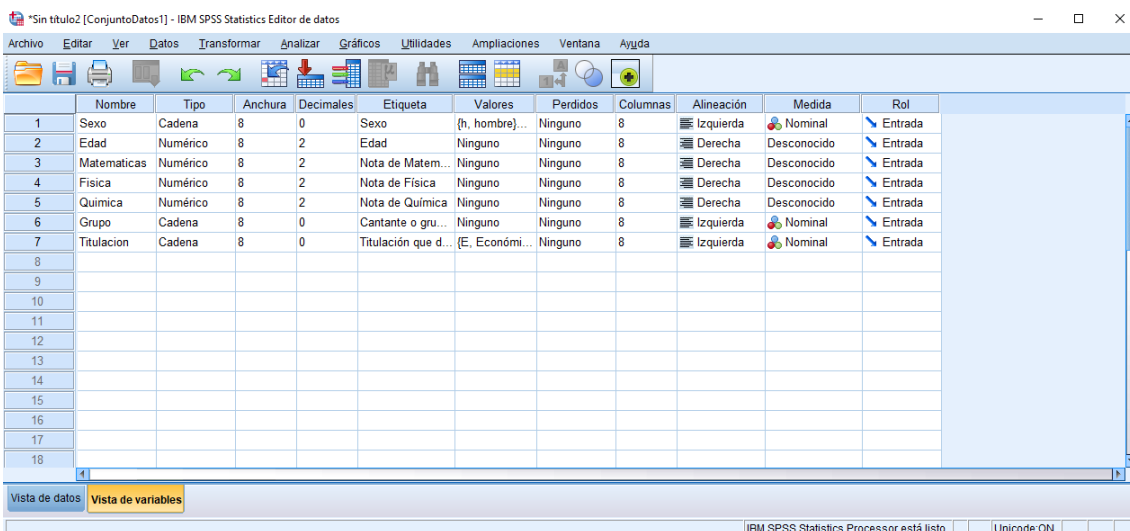 *Sin título2 [ConjuntoDatos1] - IBM SPSS Statistics Editor de datos
Archivo Editar Ver Datos Transformar Analizar Gráficos Utilidades Ampliaciones Ventana Ayuda
Nombre Tipo Anchura Decimales Etiqueta Valores Perdidos Columnas Alineación Medida Rol
1 Sexo Cadena 8 0 Sexo {h, hombre}... Ninguno 8 Izquierda Nominal Entrada
2 Edad Numérico 8 2 Edad Ninguno Ninguno 8 Derecha Desconocido Entrada
3 Matematicas Numérico 8 2 Nota de Matem... Ninguno Ninguno 8 Derecha Desconocido Entrada
4 Fisica Numérico 8 2 Nota de Física Ninguno Ninguno 8 Derecha Desconocido Entrada
5 Quimica Numérico 8 2 Nota de Química Ninguno Ninguno 8 Derecha Desconocido Entrada
6 Grupo Cadena 8 0 Cantante o gru... Ninguno Ninguno 8 Izquierda Nominal Entrada
7 Titulacion Cadena 8 0 Titulación que d... {E, Económi... Ninguno 8 Izquierda Nominal Entrada
8
9
10
11
12
13
14
15
16
17
18
Vista de datos Vista de variables
IBM SPSS Statistics Processor está listo Unicode:ON